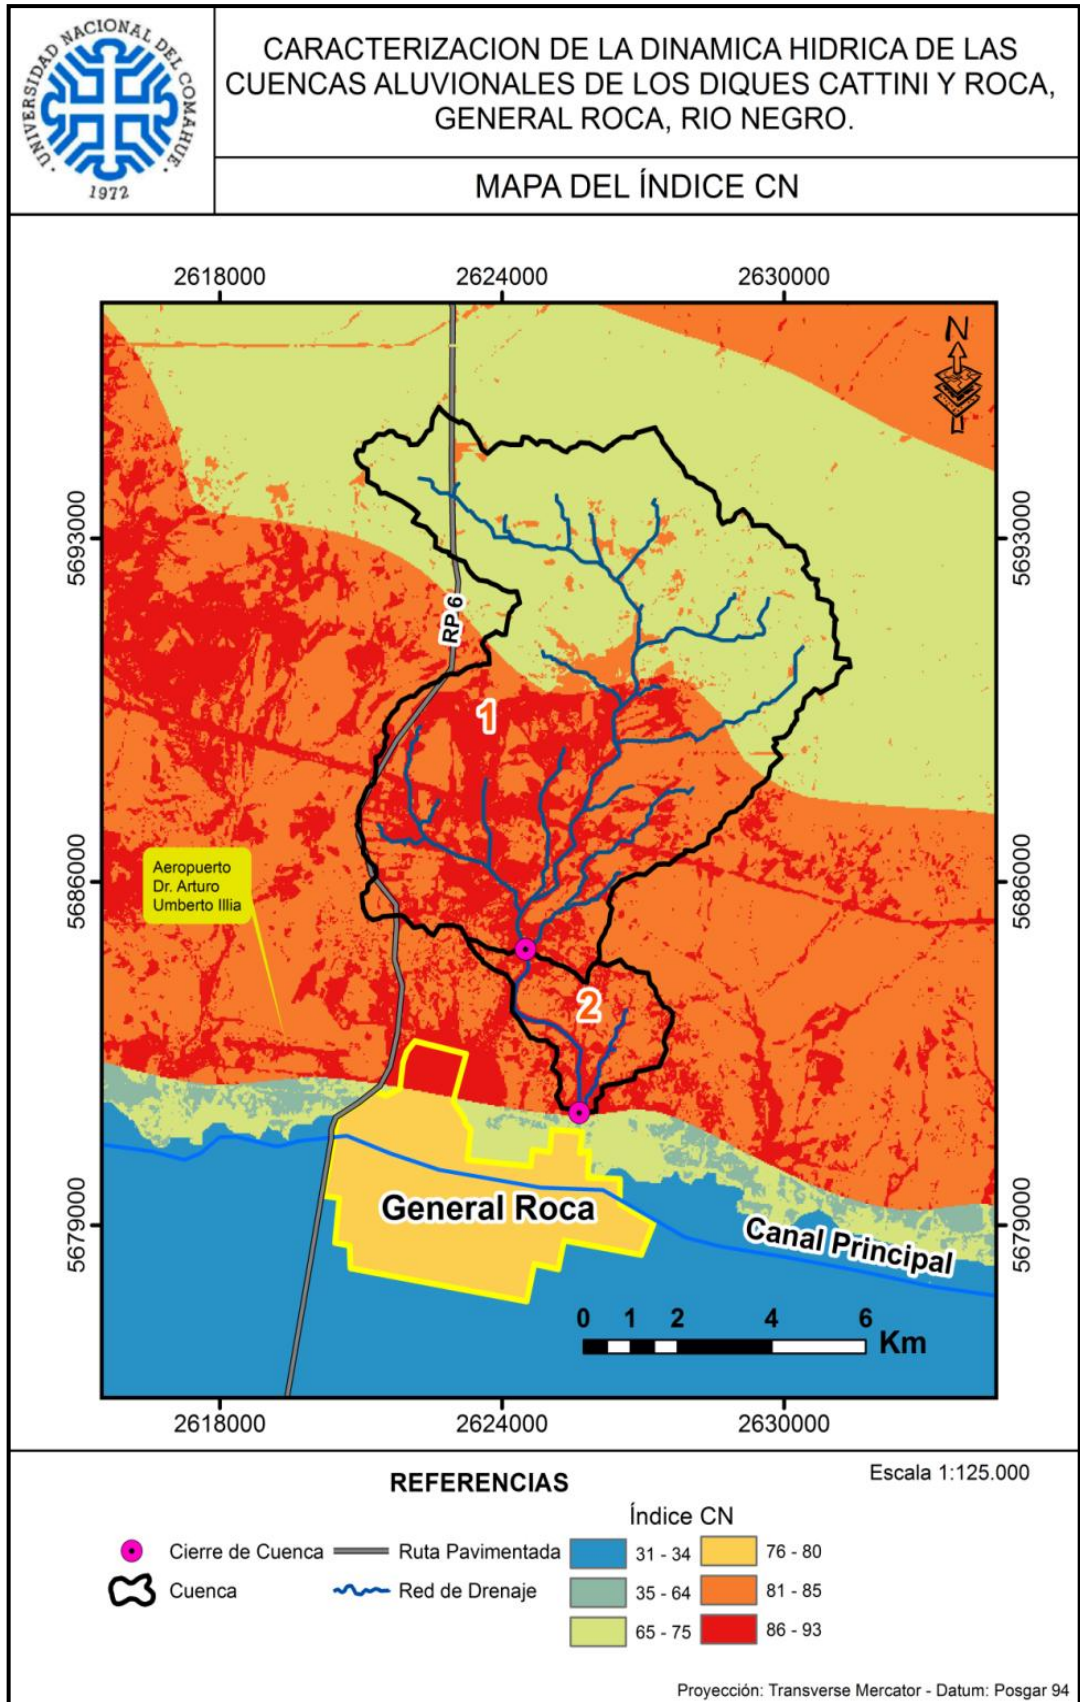 UNIVERSIDAD NACIONAL DEL COMAHUE
1972
CARACTERIZACION DE LA DINAMICA HIDRICA DE LAS
CUENCAS ALUVIONALES DE LOS DIQUES CATTINI Y ROCA,
GENERAL ROCA, RIO NEGRO.
MAPA DEL ÍNDICE CN
2618000
2624000
2630000
N
5693000
5693000
RP 6
1
5686000
5686000
Aeropuerto
Dr. Arturo
Umberto Illia
2
5679000
5679000
General Roca
Canal Principal
0 1 2 4 6
Km
2618000
2624000
2630000
REFERENCIAS
Escala 1:125.000
Índice CN
Cierre de Cuenca
Ruta Pavimentada
31 - 34
76 - 80
Cuenca
Red de Drenaje
35 - 64
81 - 85
65 - 75
86 - 93
Proyección: Transverse Mercator - Datum: Posgar 94